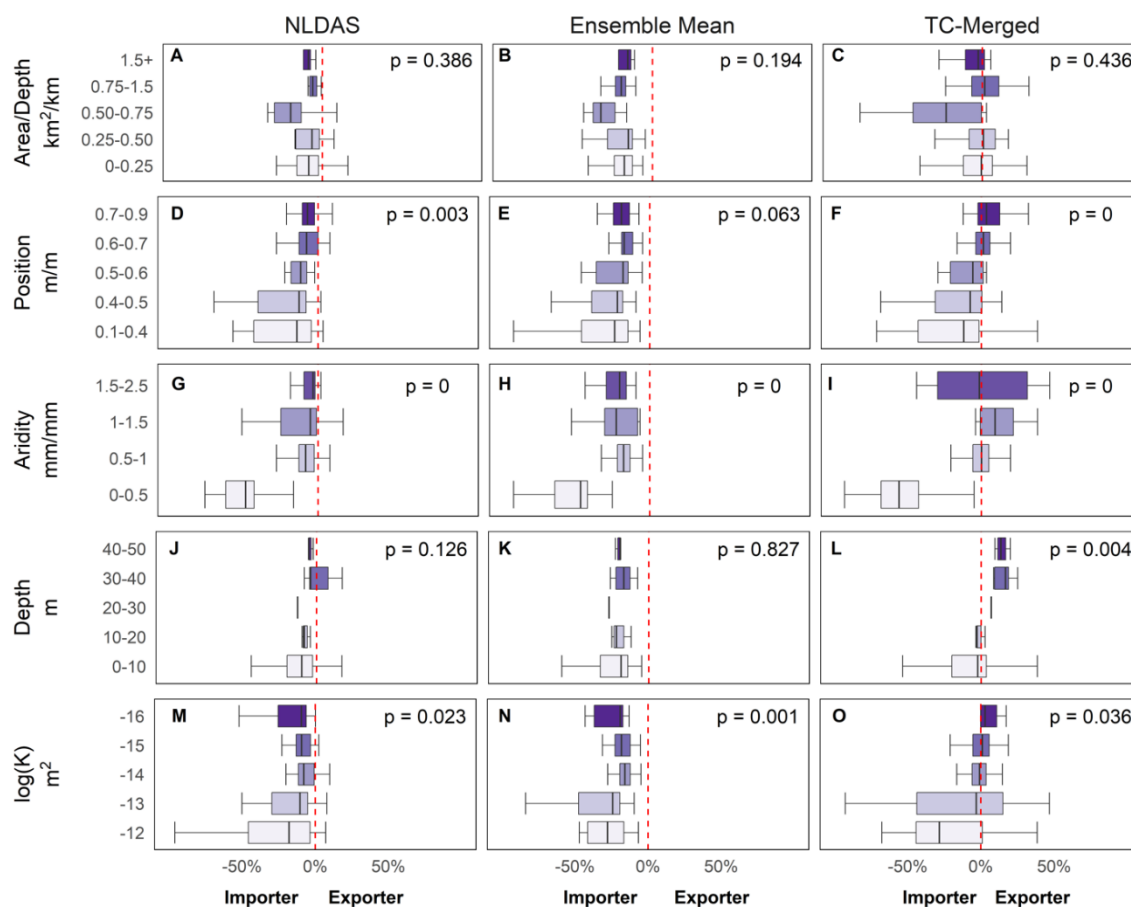 NLDAS Ensemble Mean TC-Merged
Area/Depth
km²/km
1.5+
0.75-1.5
0.50-0.75
0.25-0.50
0-0.25
A p = 0.386
B p = 0.194
C p = 0.436
Position
m/m
0.7-0.9
0.6-0.7
0.5-0.6
0.4-0.5
0.1-0.4
D p = 0.003
E p = 0.063
F p = 0
Aridity
mm/mm
1.5-2.5
1-1.5
0.5-1
0-0.5
G p = 0
H p = 0
I p = 0
Depth
m
40-50
30-40
20-30
10-20
0-10
J p = 0.126
K p = 0.827
L p = 0.004
log(K)
m²
-16
-15
-14
-13
-12
M p = 0.023
N p = 0.001
O p = 0.036
-50% 0% 50% -50% 0% 50% -50% 0% 50%
Importer Exporter Importer Exporter Importer Exporter